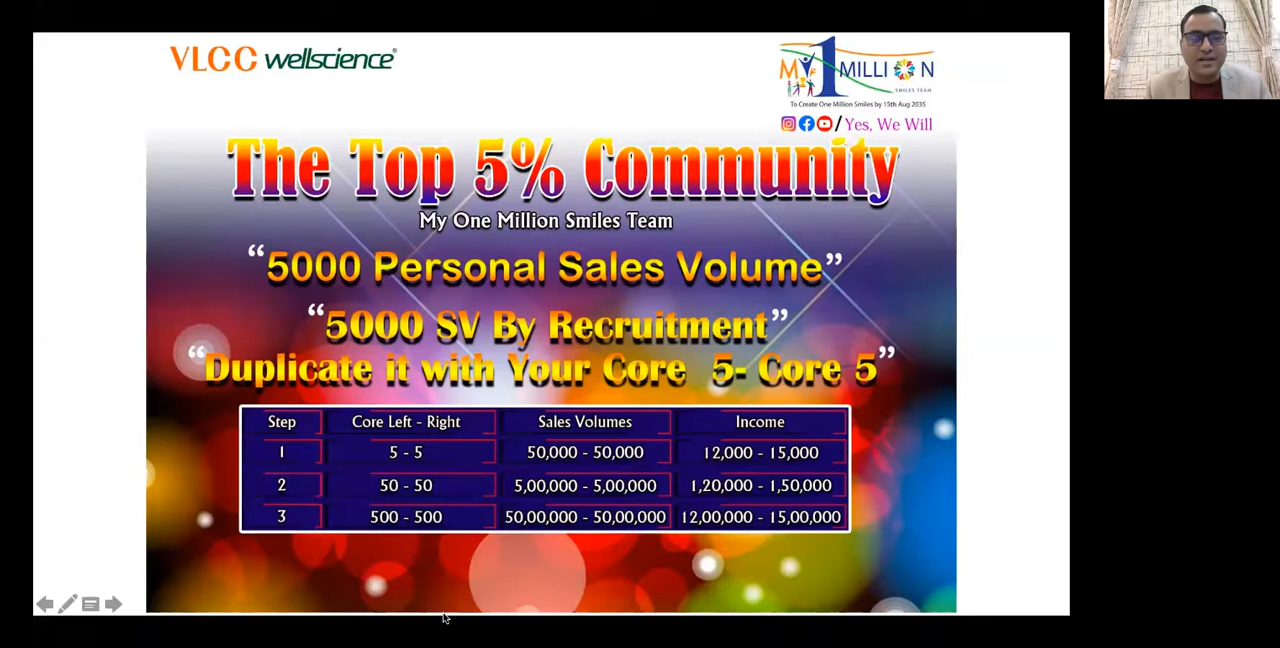 VLCC wellscience®
MY 1 MILLION
SMILES TEAM
To Create One Million Smiles by 15th Aug 2035
/Yes, We Will
The Top 5% Community
My One Million Smiles Team
“5000 Personal Sales Volume”
“5000 SV By Recruitment”
“Duplicate it with Your Core 5- Core 5”
Step Core Left - Right Sales Volumes Income
1 5 - 5 50,000 - 50,000 12,000 - 15,000
2 50 - 50 5,00,000 - 5,00,000 1,20,000 - 1,50,000
3 500 - 500 50,00,000 - 50,00,000 12,00,000 - 15,00,000